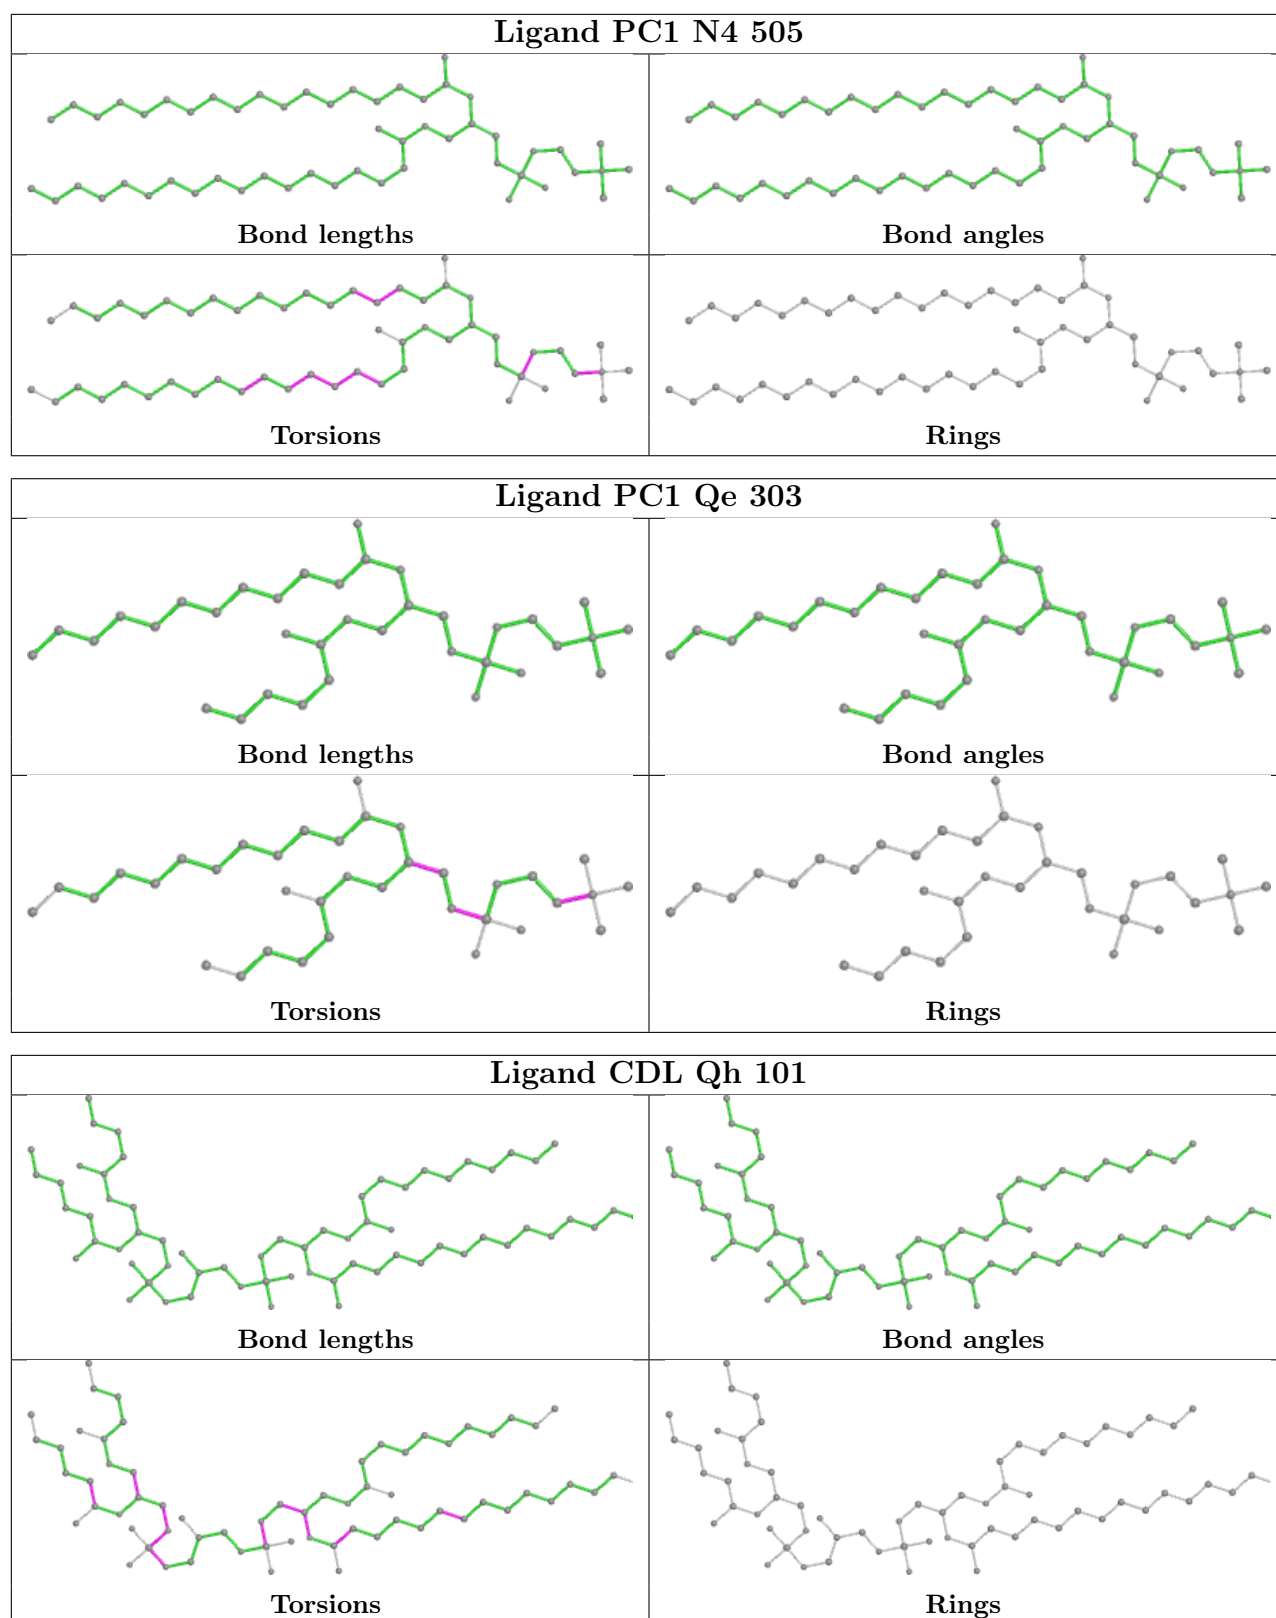 Ligand PC1 N4 505
Bond lengths
Bond angles
Torsions
Rings
Ligand PC1 Qe 303
Bond lengths
Bond angles
Torsions
Rings
Ligand CDL Qh 101
Bond lengths
Bond angles
Torsions
Rings